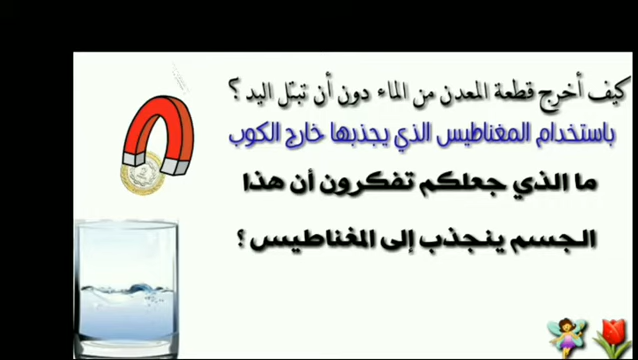 كيف أخرج قطعة المعدن من الماء دون أن تبتل اليد ؟
باستخدام المغناطيس الذي يجذبها خارج الكوب
ما الذي جعلكم تفكرون أن هذا
الجسم ينجذب إلى المغناطيس ؟